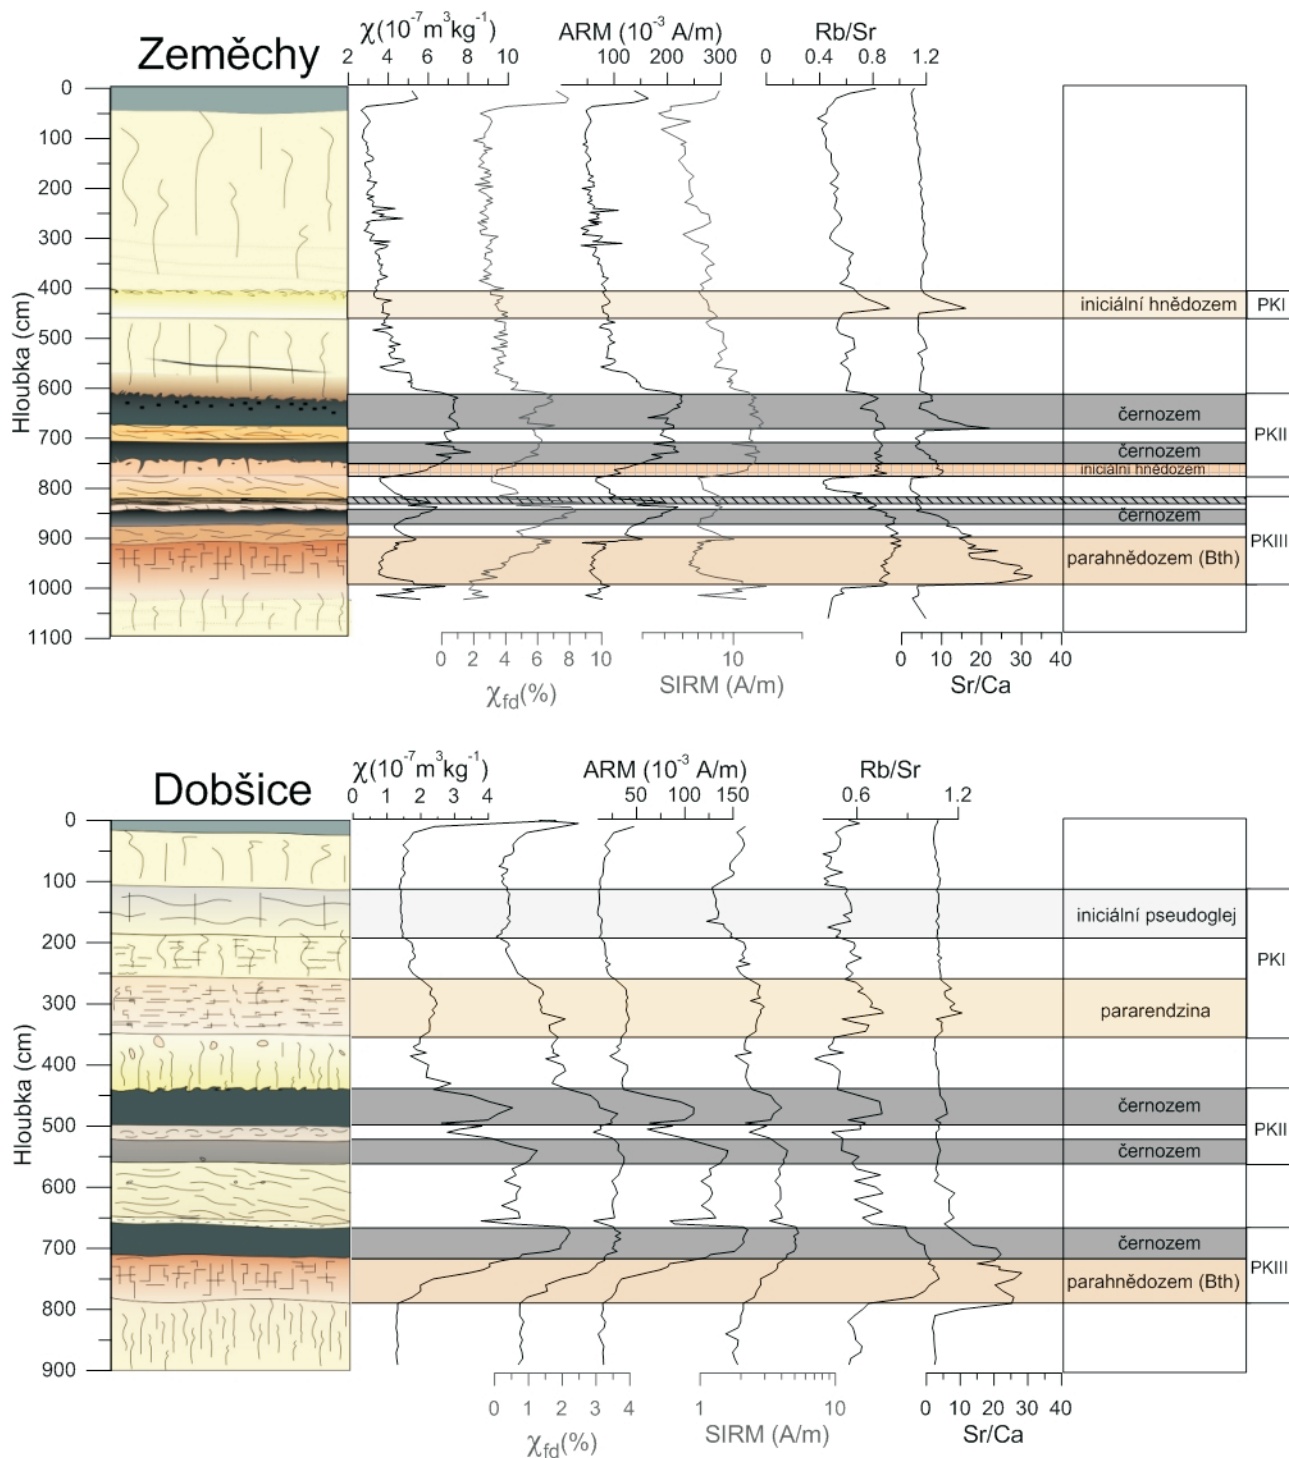 Zeměchy
χ(10⁻⁷m³kg⁻¹) ARM (10⁻³ A/m) Rb/Sr
2 4 6 8 10 100 200 300 0 0.4 0.8 1.2
Hloubka (cm)
0
100
200
300
400
500
600
700
800
900
1000
1100
iniciální hnědozem PKI
černozem
PKII
černozem
iniciální hnědozem
černozem
PKIII
parahnědozem (Bth)
0 2 4 6 8 10 10 0 10 20 30 40
χfd(%) SIRM (A/m) Sr/Ca
Dobšice
χ(10⁻⁷m³kg⁻¹) ARM (10⁻³ A/m) Rb/Sr
0 1 2 3 4 50 100 150 0.6 1.2
Hloubka (cm)
0
100
200
300
400
500
600
700
800
900
iniciální pseudoglej
PKI
pararendzina
černozem
PKII
černozem
černozem
PKIII
parahnědozem (Bth)
0 1 2 3 4 1 10 0 10 20 30 40
χfd(%) SIRM (A/m) Sr/Ca